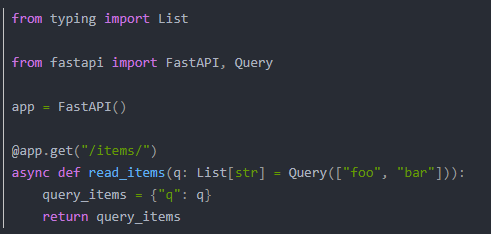 from typing import List
from fastapi import FastAPI, Query
app = FastAPI()
@app.get("/items/")
async def read_items(q: List[str] = Query(["foo", "bar"])):
    query_items = {"q": q}
    return query_items